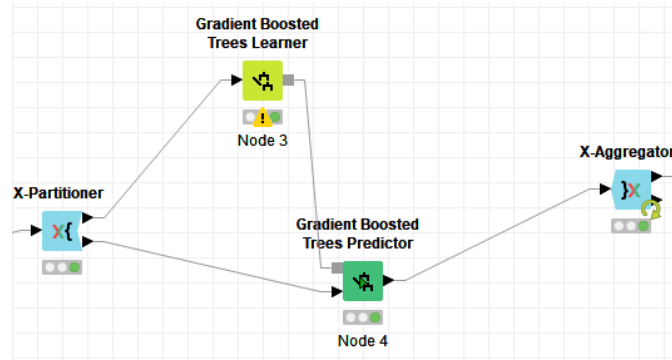 Gradient Boosted
Trees Learner
Node 3
X-Aggregator
X-Partitioner
X{
}X
Gradient Boosted
Trees Predictor
Node 4